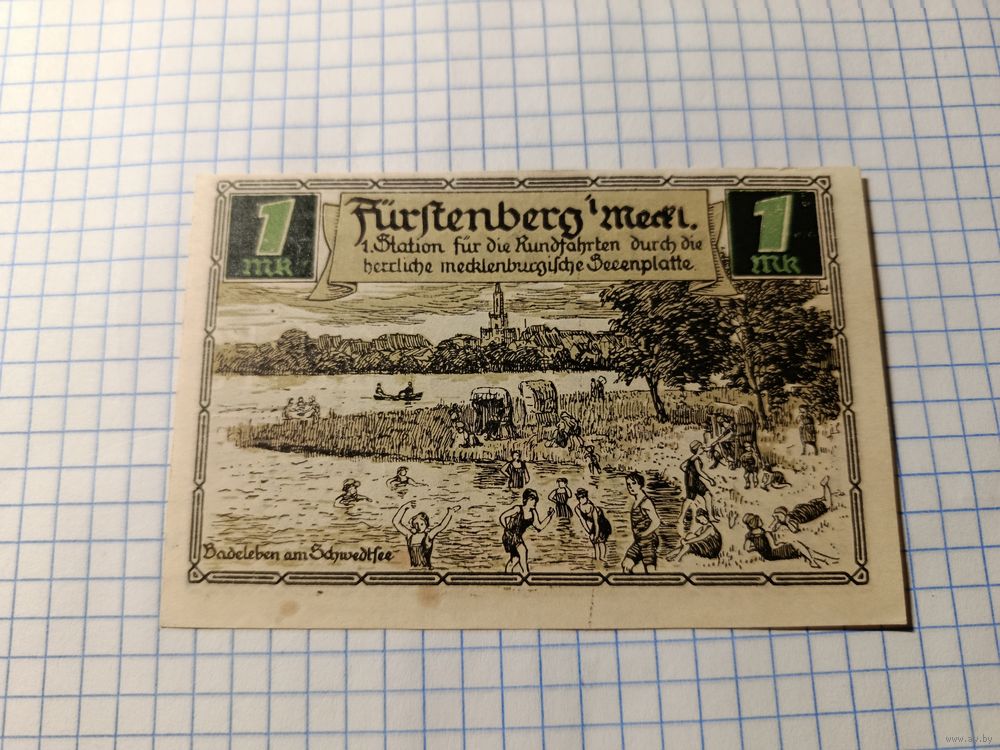 1
MK
Fürstenberg i Meckl.
1. Station für die Rundfahrten durch die
herrliche mecklenburgische Seeenplatte
1
MK
Badeleben am Schwedtsee
www.ay.by